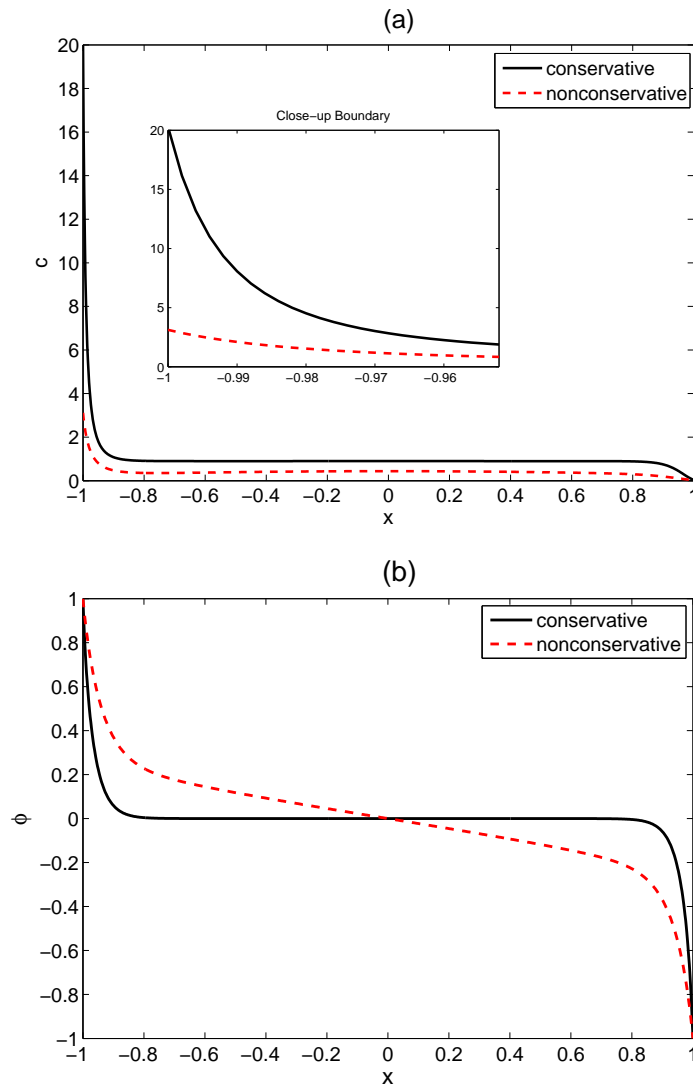 (a)
20
18
16
14
12
10
8
6
4
2
0
c
conservative
nonconservative
Close−up Boundary
20
15
10
5
0
−1 −0.99 −0.98 −0.97 −0.96
−1 −0.8 −0.6 −0.4 −0.2 0 0.2 0.4 0.6 0.8 1
x
(b)
1
0.8
0.6
0.4
0.2
0
−0.2
−0.4
−0.6
−0.8
−1
ϕ
conservative
nonconservative
−1 −0.8 −0.6 −0.4 −0.2 0 0.2 0.4 0.6 0.8 1
x